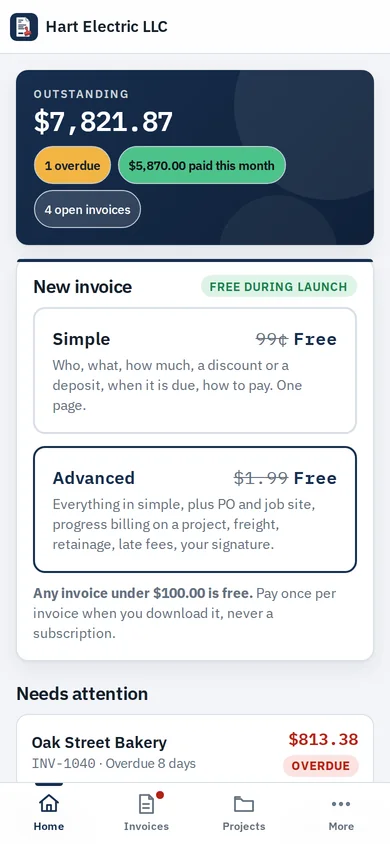 Hart Electric LLC
OUTSTANDING
$7,821.87
1 overdue
$5,870.00 paid this month
4 open invoices
New invoice
FREE DURING LAUNCH
Simple
99¢ Free
Who, what, how much, a discount or a
deposit, when it is due, how to pay. One
page.
Advanced
$1.99 Free
Everything in simple, plus PO and job site,
progress billing on a project, freight,
retainage, late fees, your signature.
Any invoice under $100.00 is free. Pay once per
invoice when you download it, never a
subscription.
Needs attention
Oak Street Bakery
$813.38
INV-1040 · Overdue 8 days
OVERDUE
Home
Invoices
Projects
More